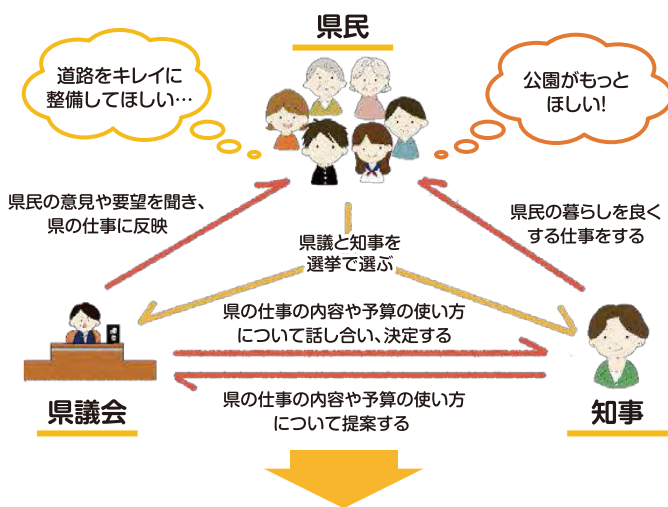 県民
道路をキレイに
整備してほしい…
公園がもっと
ほしい!
県民の意見や要望を聞き、
県の仕事に反映
県民の暮らしを良く
する仕事をする
県議と知事を
選挙で選ぶ
県の仕事の内容や予算の使い方
について話し合い、決定する
県議会
県の仕事の内容や予算の使い方
について提案する
知事